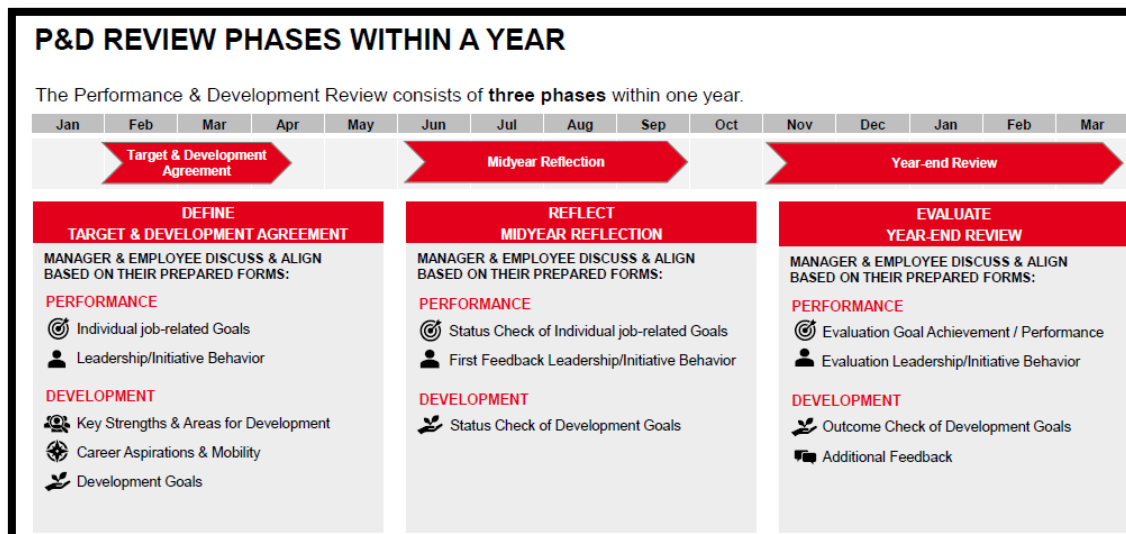 P&D REVIEW PHASES WITHIN A YEAR
The Performance & Development Review consists of three phases within one year.
Jan Feb Mar Apr May Jun Jul Aug Sep Oct Nov Dec Jan Feb Mar
Target & Development
Agreement
Midyear Reflection
Year-end Review
DEFINE
TARGET & DEVELOPMENT AGREEMENT
MANAGER & EMPLOYEE DISCUSS & ALIGN
BASED ON THEIR PREPARED FORMS:
PERFORMANCE
Individual job-related Goals
Leadership/Initiative Behavior
DEVELOPMENT
Key Strengths & Areas for Development
Career Aspirations & Mobility
Development Goals
REFLECT
MIDYEAR REFLECTION
MANAGER & EMPLOYEE DISCUSS & ALIGN
BASED ON THEIR PREPARED FORMS:
PERFORMANCE
Status Check of Individual job-related Goals
First Feedback Leadership/Initiative Behavior
DEVELOPMENT
Status Check of Development Goals
EVALUATE
YEAR-END REVIEW
MANAGER & EMPLOYEE DISCUSS & ALIGN
BASED ON THEIR PREPARED FORMS:
PERFORMANCE
Evaluation Goal Achievement / Performance
Evaluation Leadership/Initiative Behavior
DEVELOPMENT
Outcome Check of Development Goals
Additional Feedback